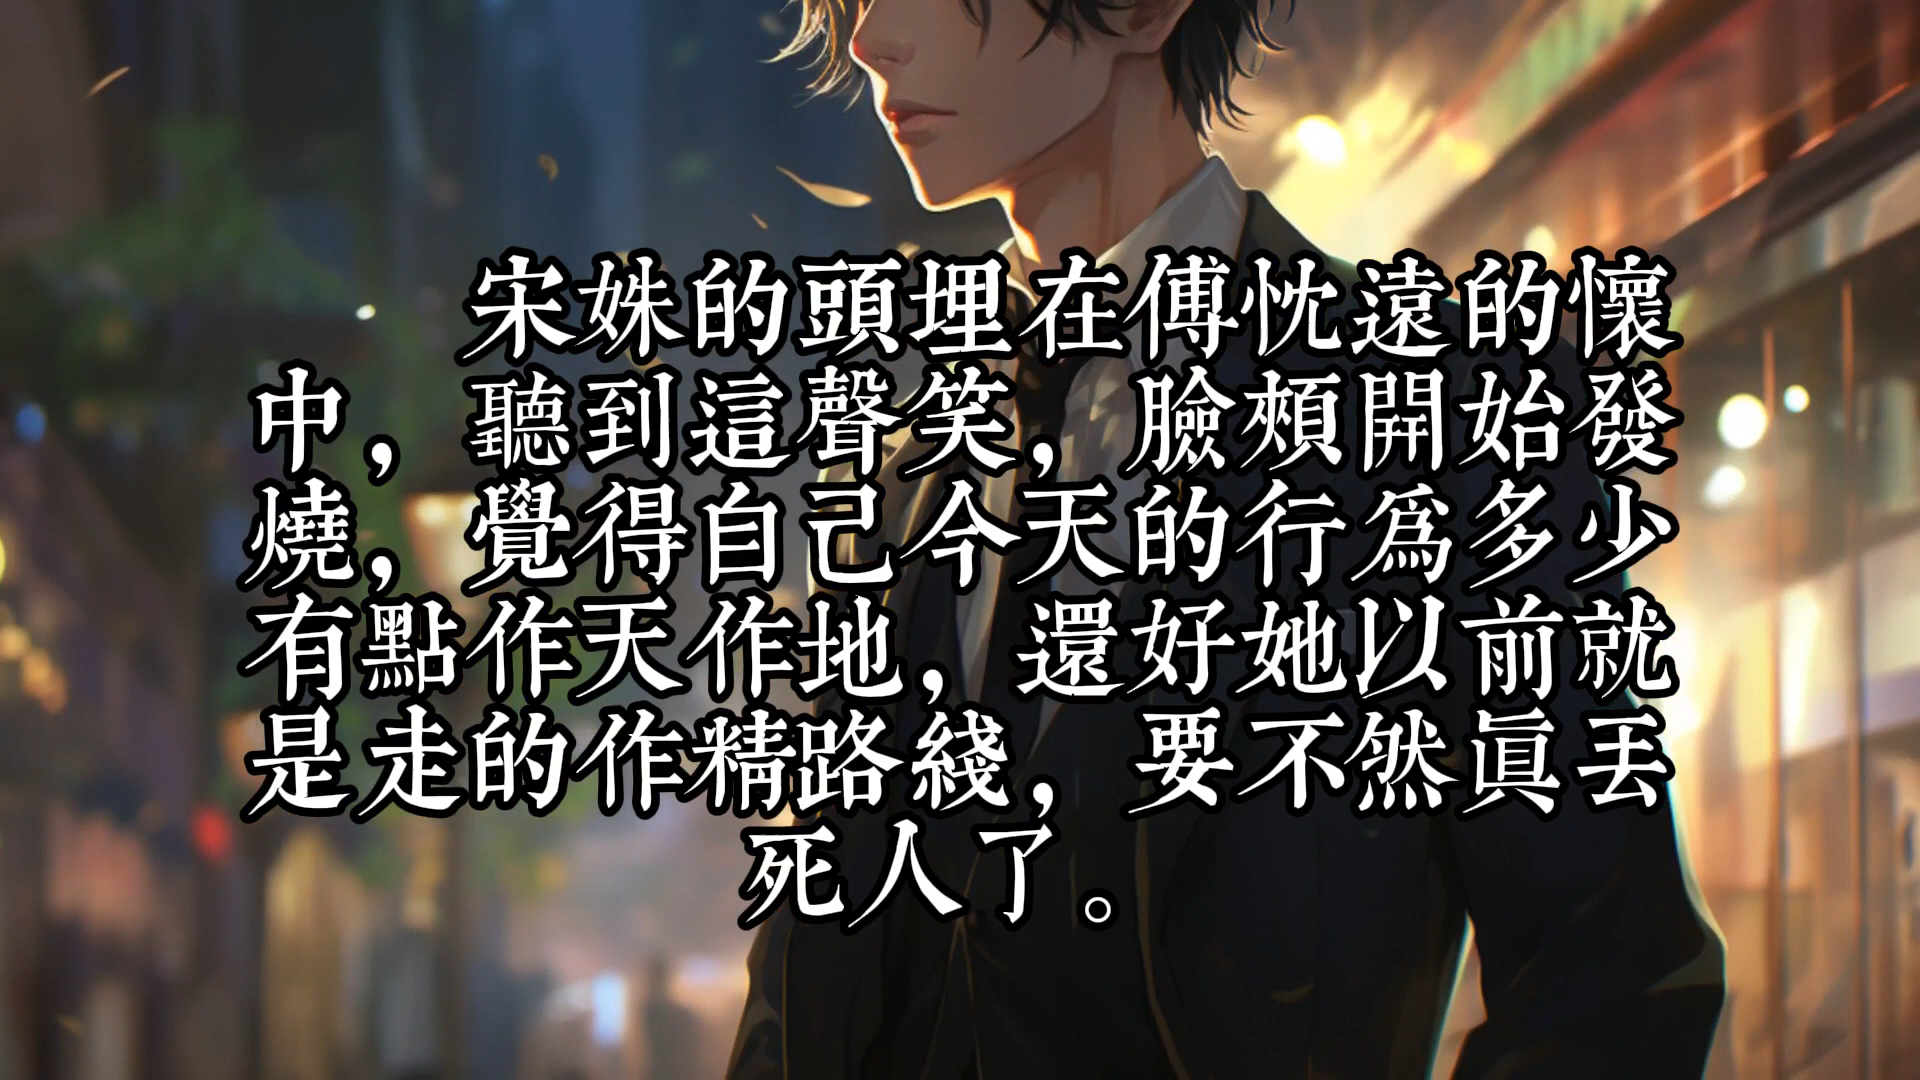 宋姝的頭埋在傅忱遠的懷
中，聽到這聲笑，臉頰開始發
燒，覺得自己今天的行爲多少
有點作天作地，還好她以前就
是走的作精路綫，要不然眞丟
死人了。